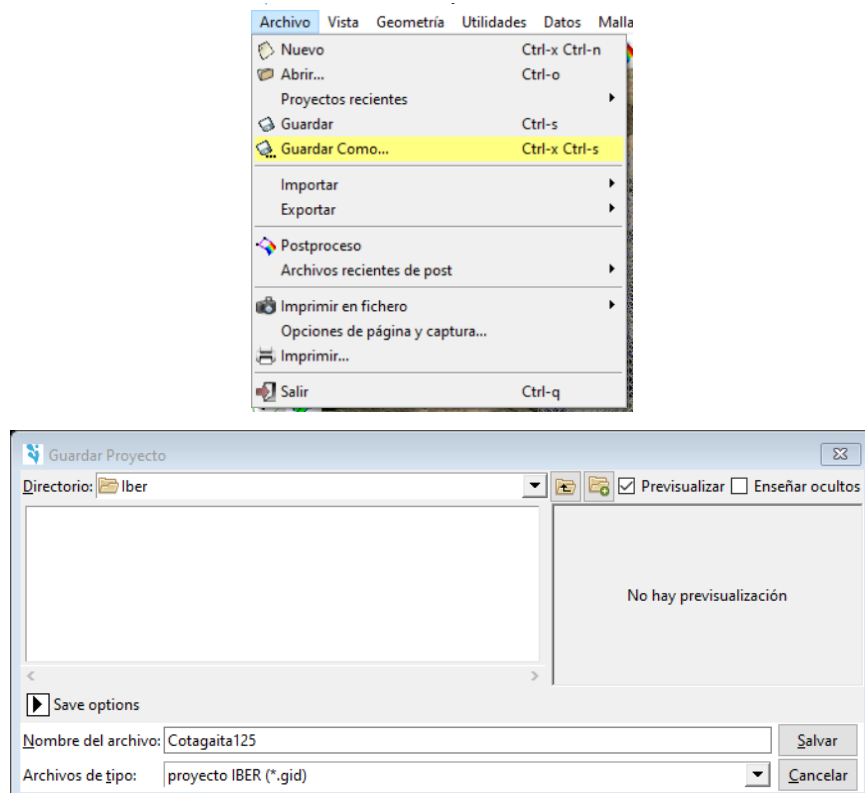 Archivo Vista Geometría Utilidades Datos Malla
Nuevo Ctrl-x Ctrl-n
Abrir... Ctrl-o
Proyectos recientes
Guardar Ctrl-s
Guardar Como... Ctrl-x Ctrl-s
Importar
Exportar
Postproceso
Archivos recientes de post
Imprimir en fichero
Opciones de página y captura...
Imprimir...
Salir Ctrl-q
Guardar Proyecto
Directorio: Iber Previsualizar Enseñar ocultos
No hay previsualización
Save options
Nombre del archivo: Cotagaita125 Salvar
Archivos de tipo: proyecto IBER (*.gid) Cancelar